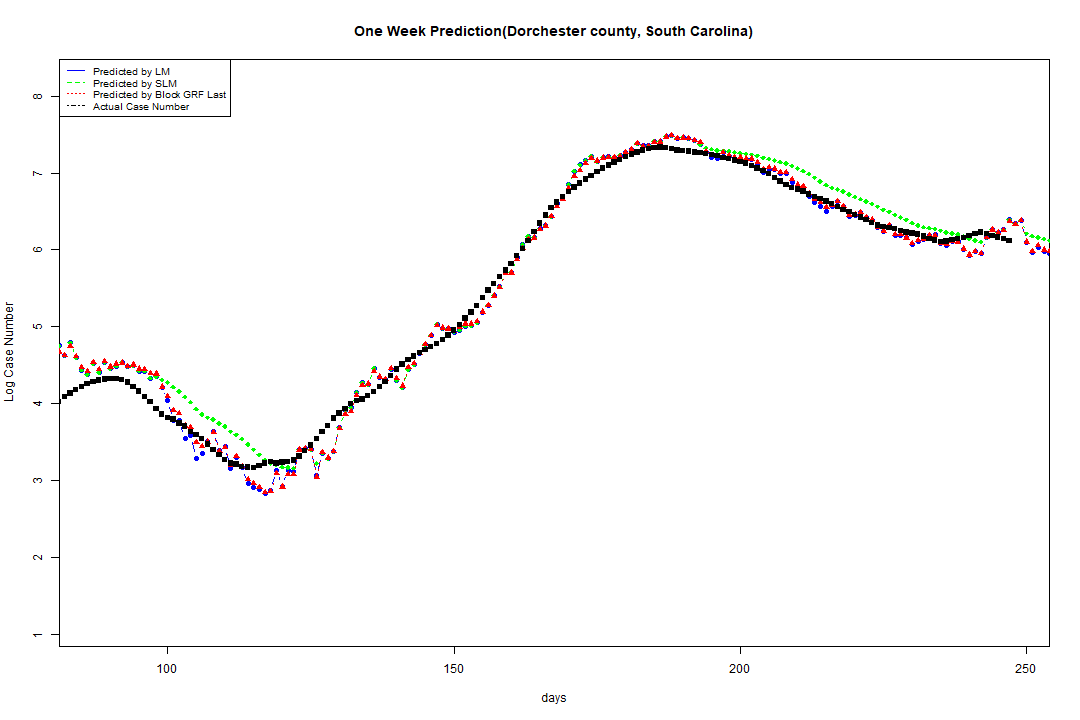 One Week Prediction(Dorchester county, South Carolina)
Predicted by LM
Predicted by SLM
Predicted by Block GRF Last
Actual Case Number
Log Case Number
8
7
6
5
4
3
2
1
100 150 200 250
days